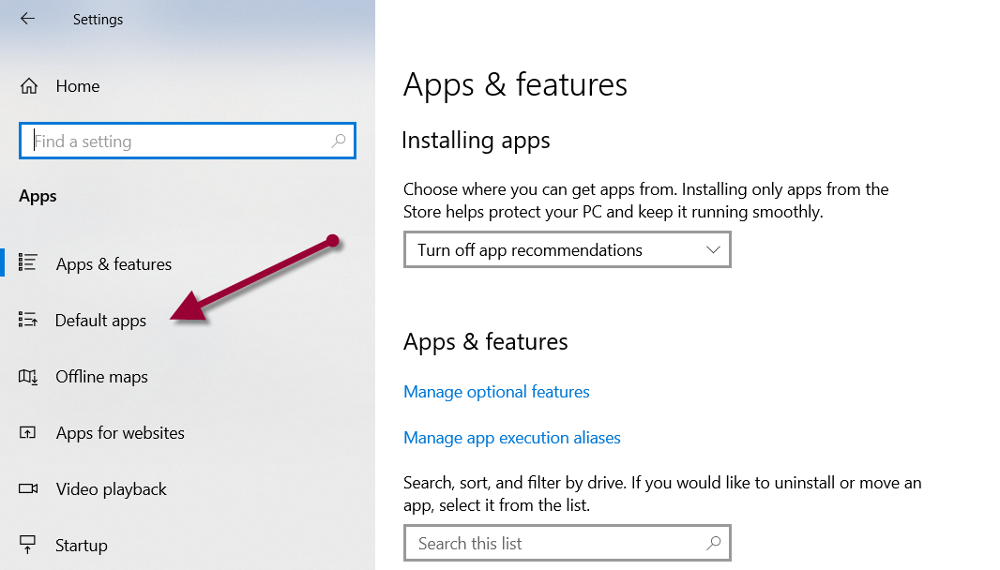 Settings
Home
Find a setting
Apps
Apps & features
Default apps
Offline maps
Apps for websites
Video playback
Startup
Apps & features
Installing apps
Choose where you can get apps from. Installing only apps from the
Store helps protect your PC and keep it running smoothly.
Turn off app recommendations
Apps & features
Manage optional features
Manage app execution aliases
Search, sort, and filter by drive. If you would like to uninstall or move an
app, select it from the list.
Search this list